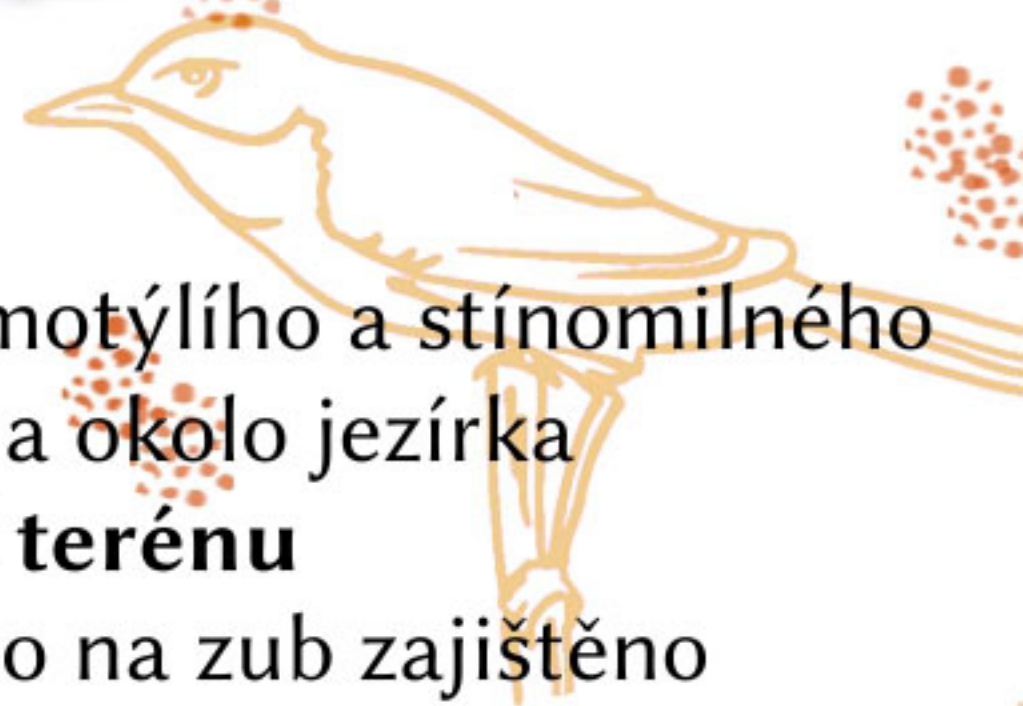 motýlího a stínomilného
a okolo jezírka
terénu
o na zub zajištěno